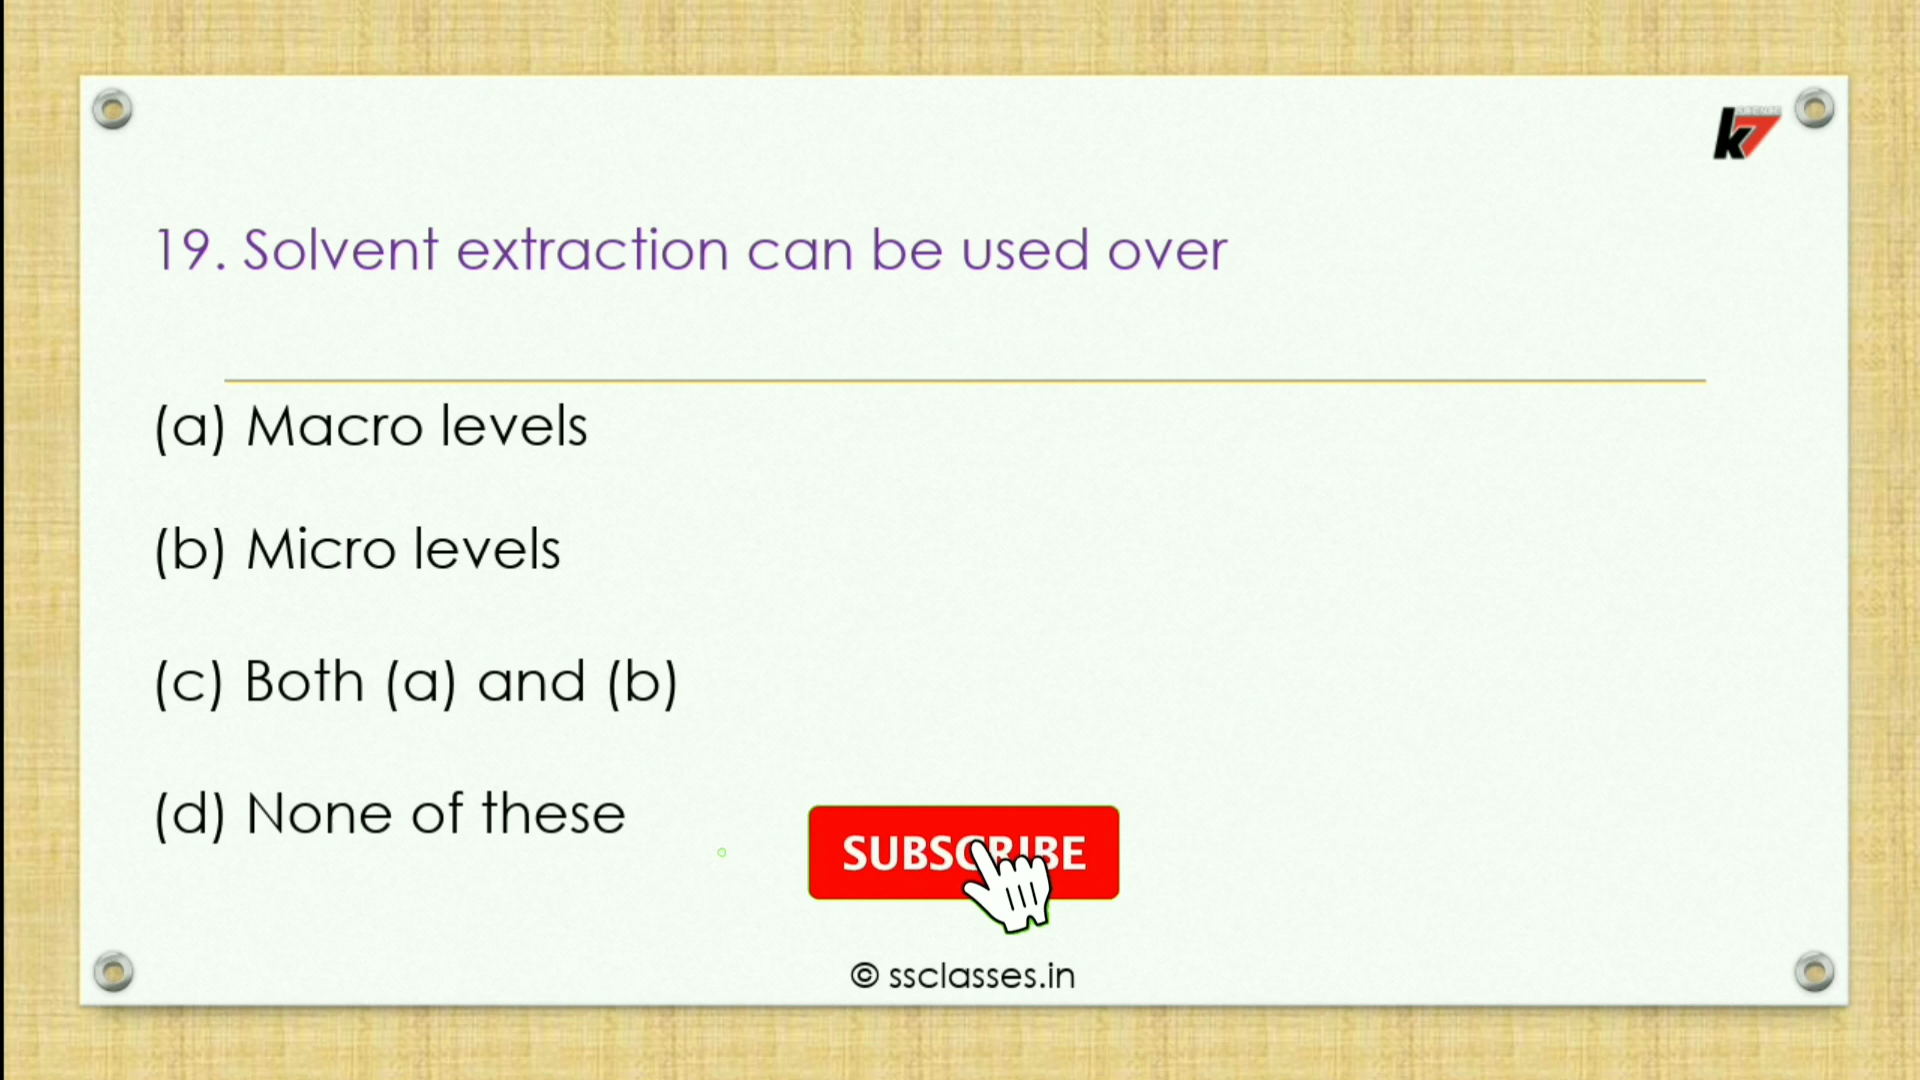 k7
19. Solvent extraction can be used over
(a) Macro levels
(b) Micro levels
(c) Both (a) and (b)
(d) None of these
SUBSCRIBE
© ssclasses.in